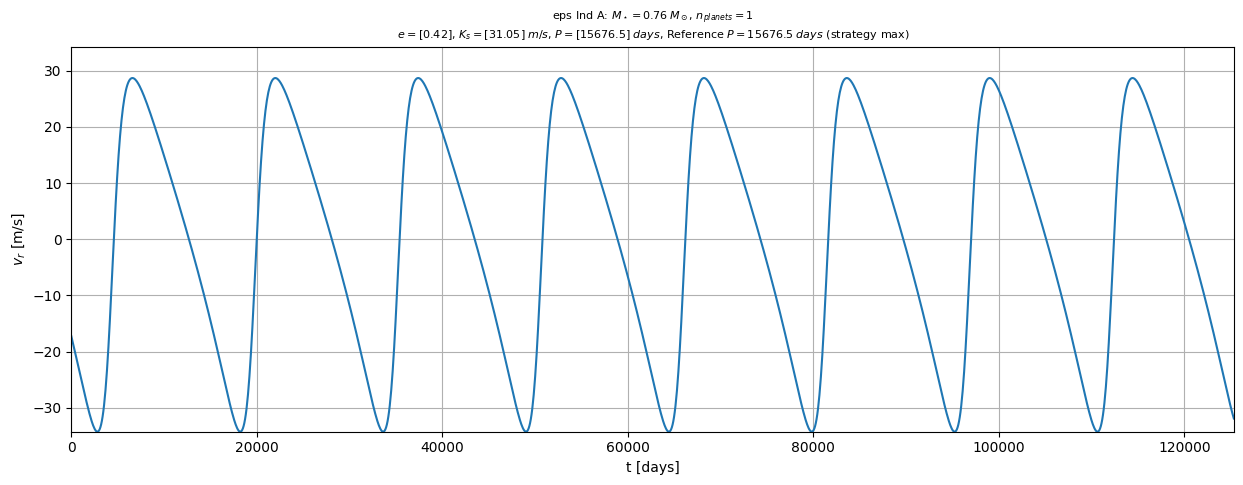 eps Ind A: $M_\star = 0.76\ M_\odot$, $n_{planets} = 1$
$e = [0.42]$, $K_s = [31.05]\ m/s$, $P = [15676.5]\ days$, Reference $P = 15676.5\ days$ (strategy max)
30
20
10
0
−10
−20
−30
$v_r$ [m/s]
0 20000 40000 60000 80000 100000 120000
t [days]